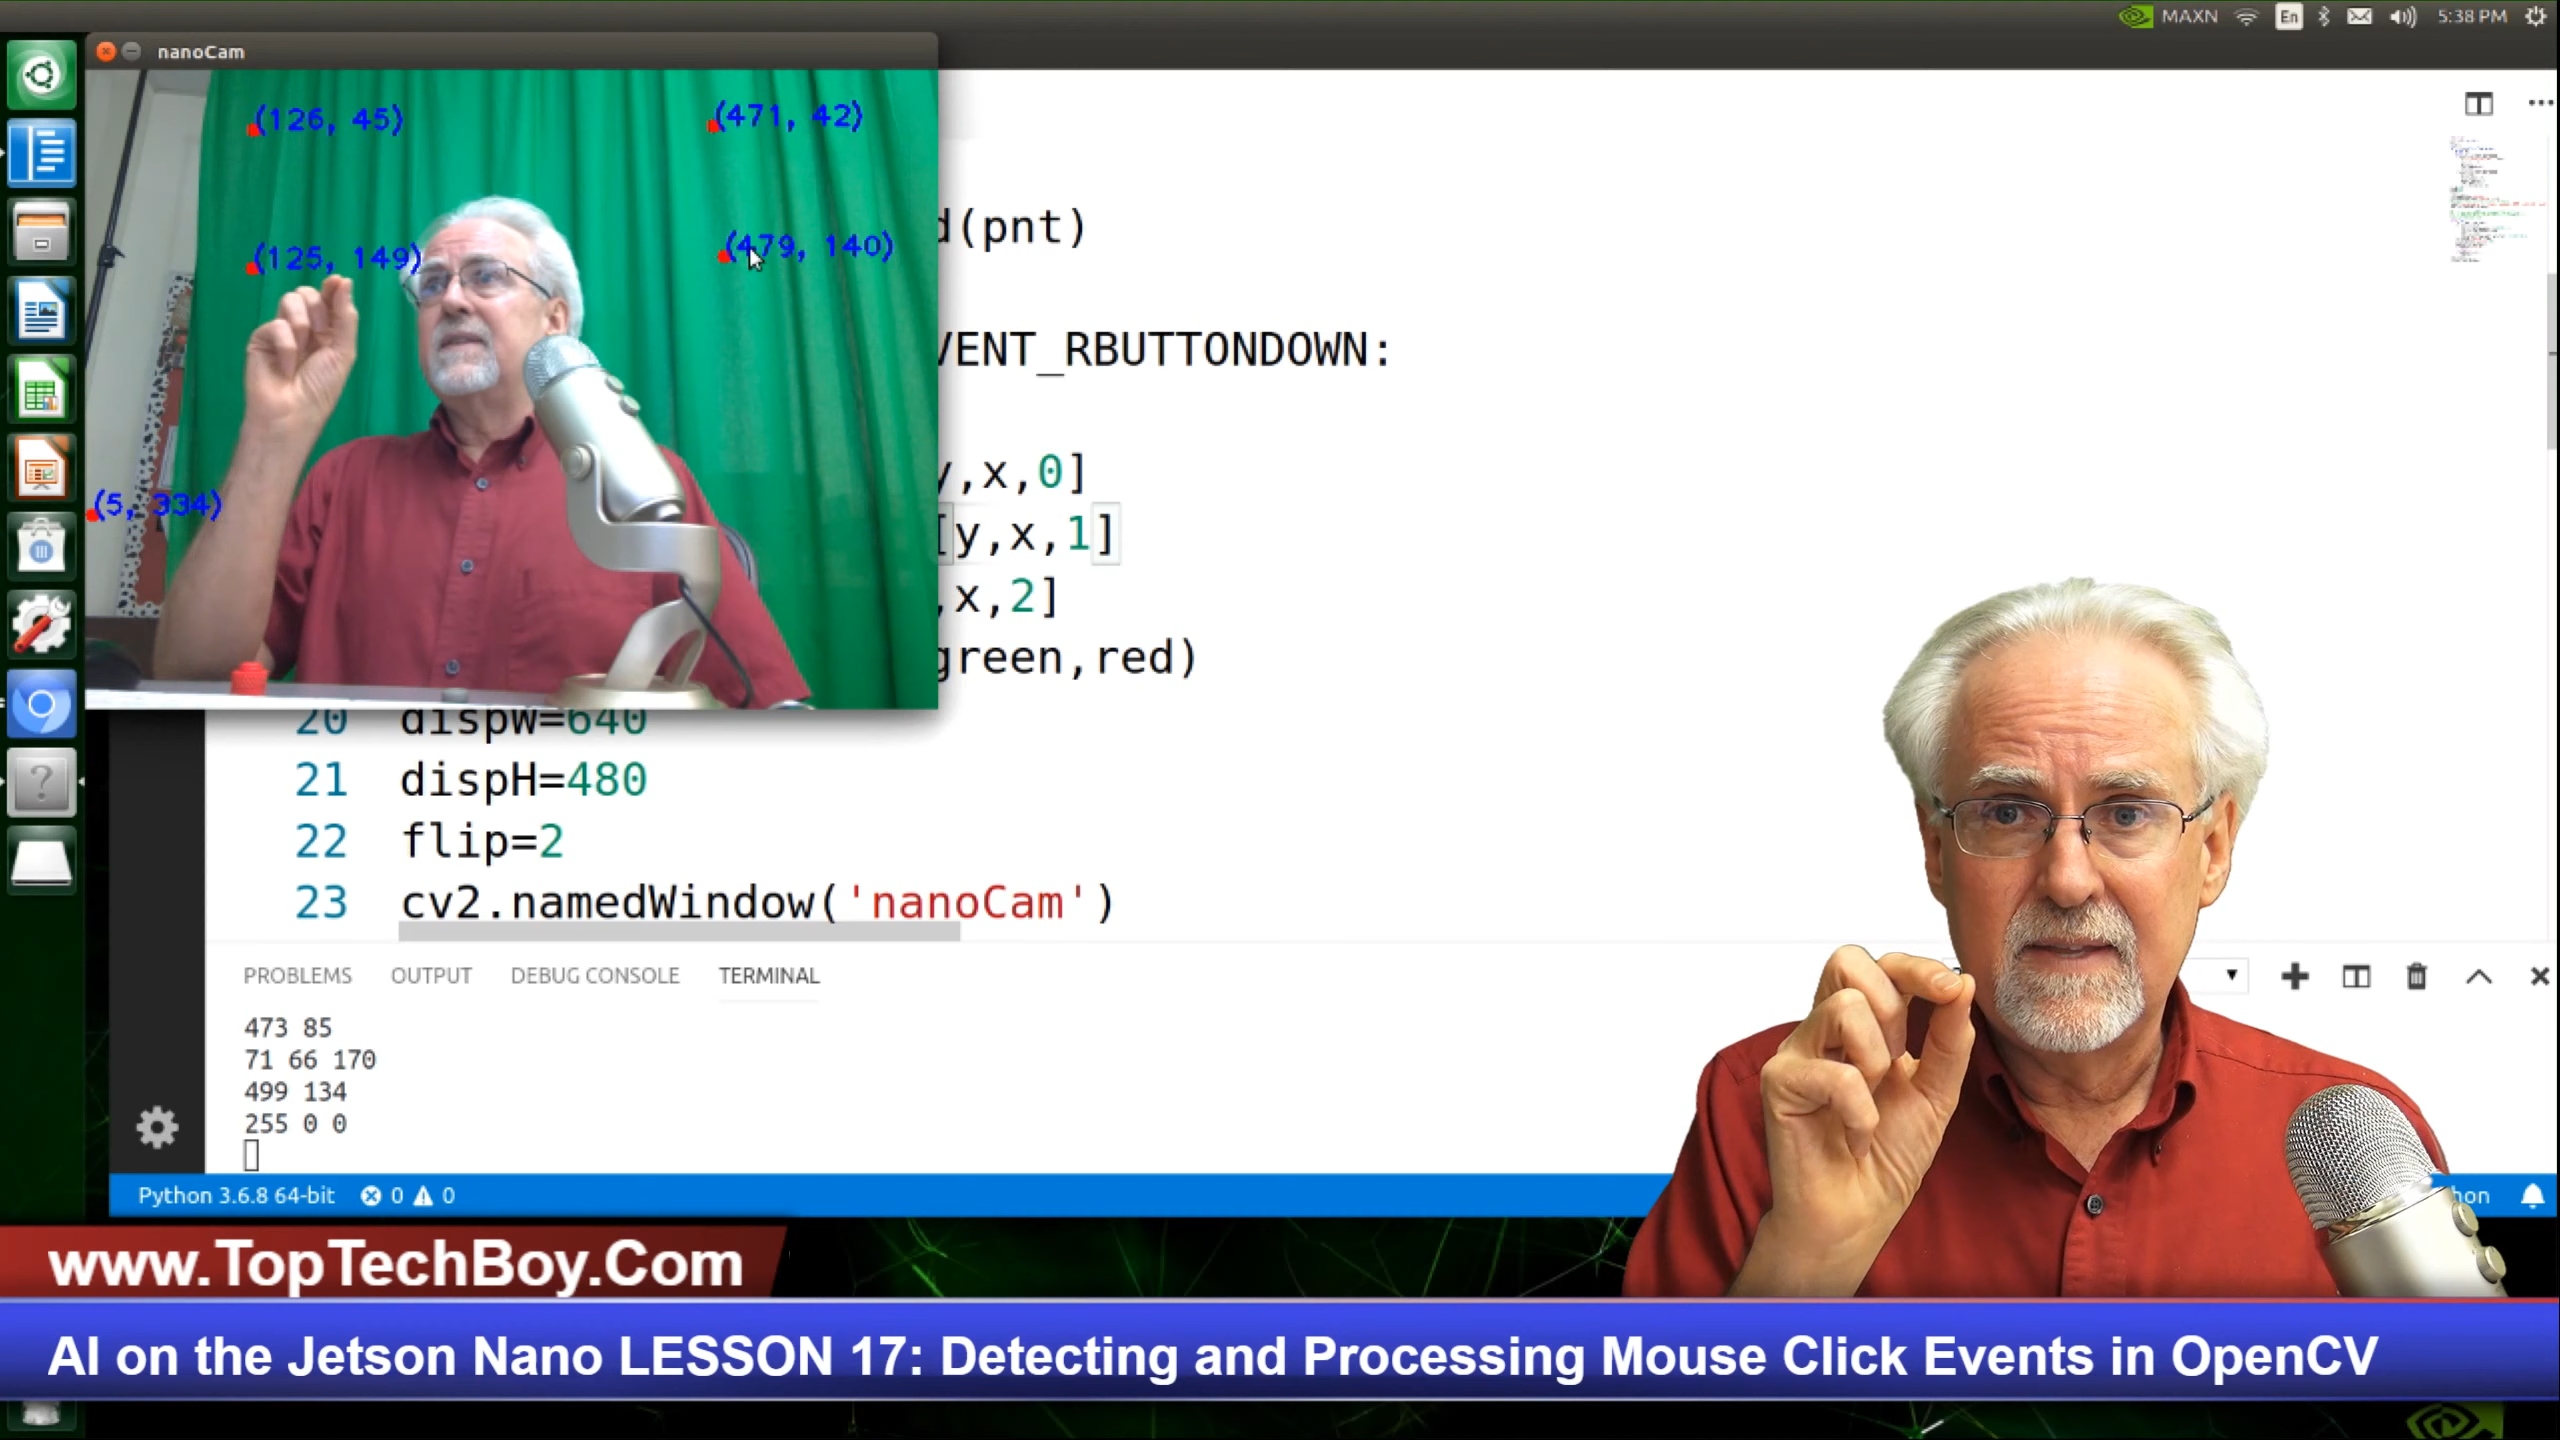 MAXN En 5:38 PM
nanoCam
(126, 45) (471, 42)
(125, 149) (479, 140)
(5, 334)
d(pnt)
VENT_RBUTTONDOWN:
y,x,0]
[y,x,1]
,x,2]
green,red)
20 dispW=640
21 dispH=480
22 flip=2
23 cv2.namedWindow('nanoCam')
PROBLEMS OUTPUT DEBUG CONSOLE TERMINAL
473 85
71 66 170
499 134
255 0 0
Python 3.6.8 64-bit 0 0 hon
www.TopTechBoy.Com
AI on the Jetson Nano LESSON 17: Detecting and Processing Mouse Click Events in OpenCV